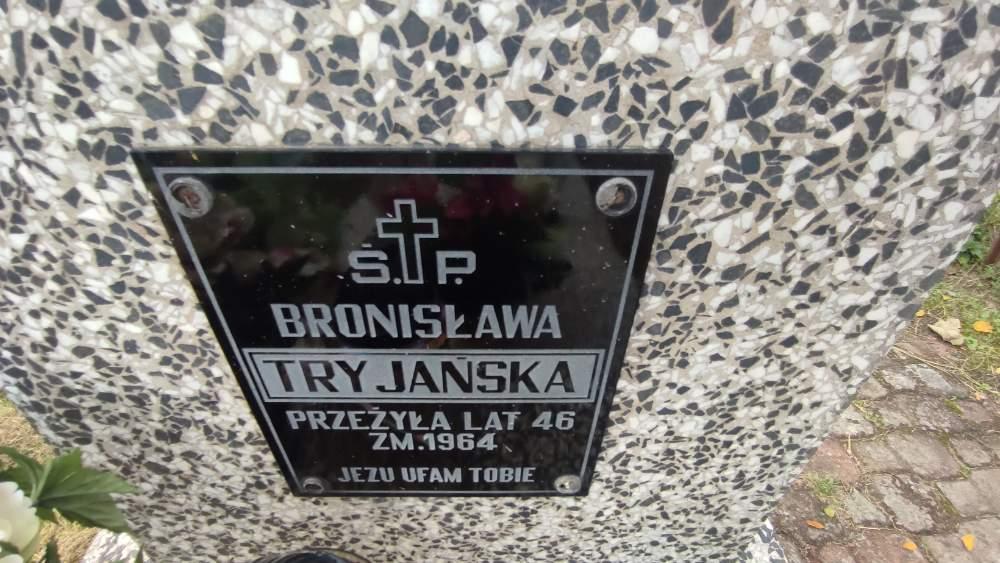 Ś.P.
BRONISŁAWA
TRYJAŃSKA
PRZEŻYŁA LAT 46
ZM.1964
JEZU UFAM TOBIE